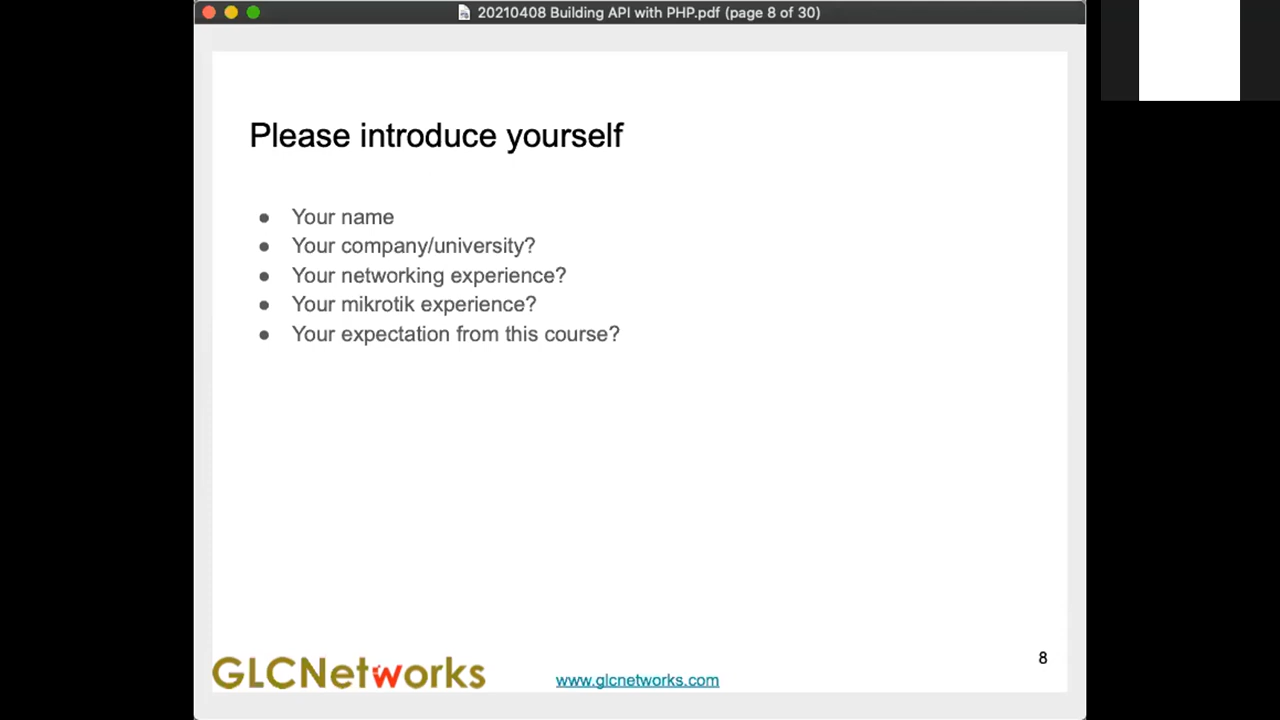 20210408 Building API with PHP.pdf (page 8 of 30)
Please introduce yourself
● Your name
● Your company/university?
● Your networking experience?
● Your mikrotik experience?
● Your expectation from this course?
8
GLCNetworks
www.glcnetworks.com